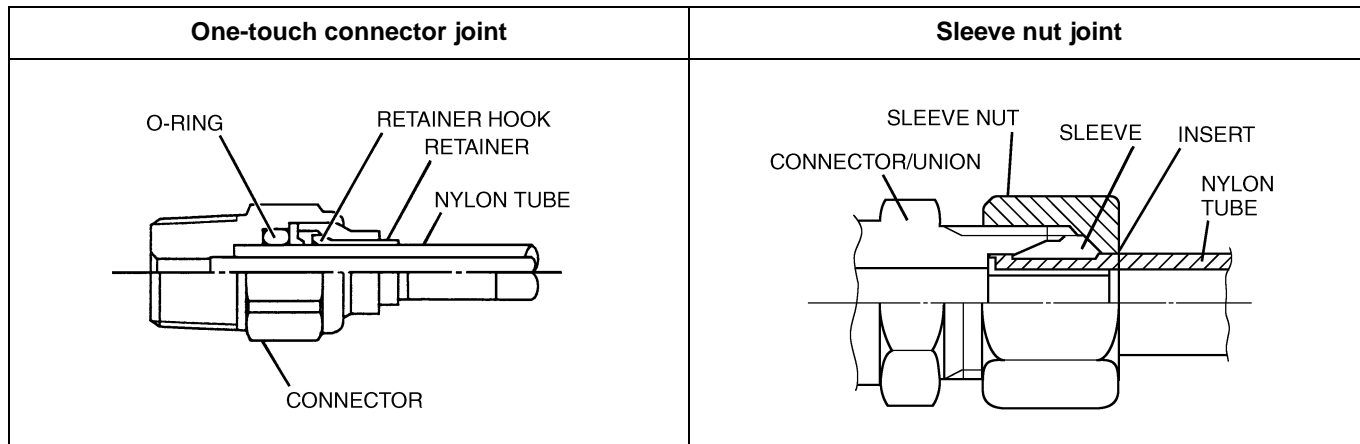 One-touch connector joint
Sleeve nut joint
O-RING
RETAINER HOOK
RETAINER
NYLON TUBE
CONNECTOR
SLEEVE NUT
SLEEVE
INSERT
CONNECTOR/UNION
NYLON
TUBE